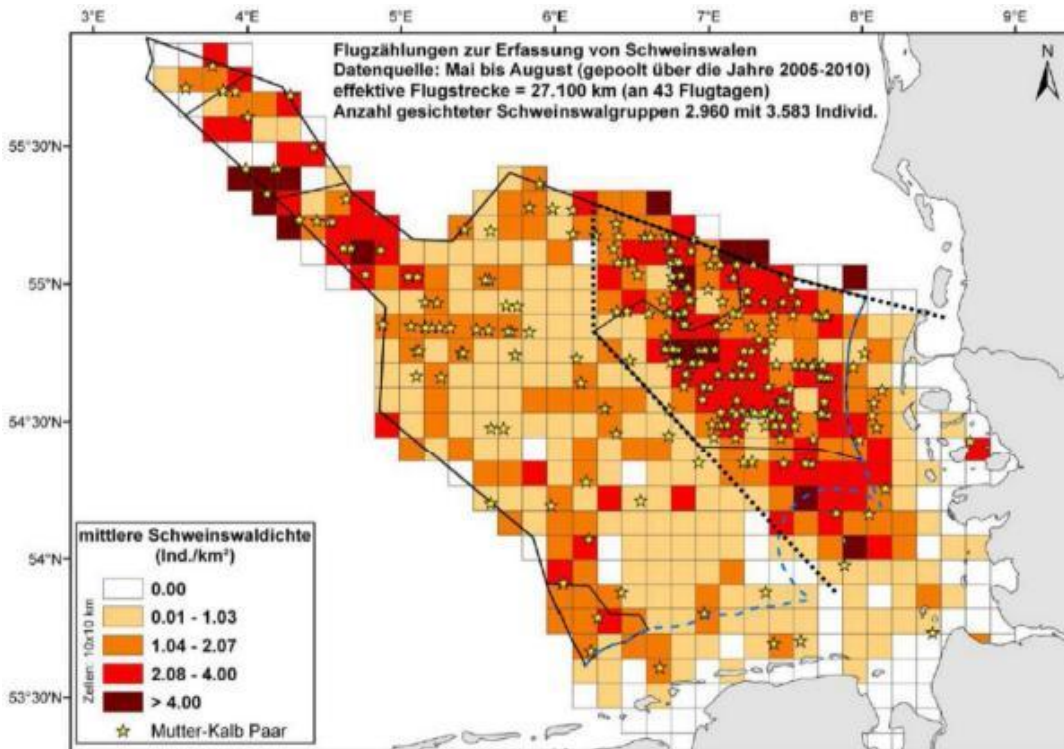 3°E 4°E 5°E 6°E 7°E 8°E 9°E
Flugzählungen zur Erfassung von Schweinswalen
Datenquelle: Mai bis August (gepoolt über die Jahre 2005-2010)
effektive Flugstrecke = 27.100 km (an 43 Flugtagen)
Anzahl gesichteter Schweinswalgruppen 2.960 mit 3.583 Individ.
N
55°30'N
55°N
54°30'N
54°N
53°30'N
mittlere Schweinswaldichte
(Ind./km²)
0.00
0.01 - 1.03
1.04 - 2.07
2.08 - 4.00
> 4.00
Mutter-Kalb Paar
Zellen: 10x10 km